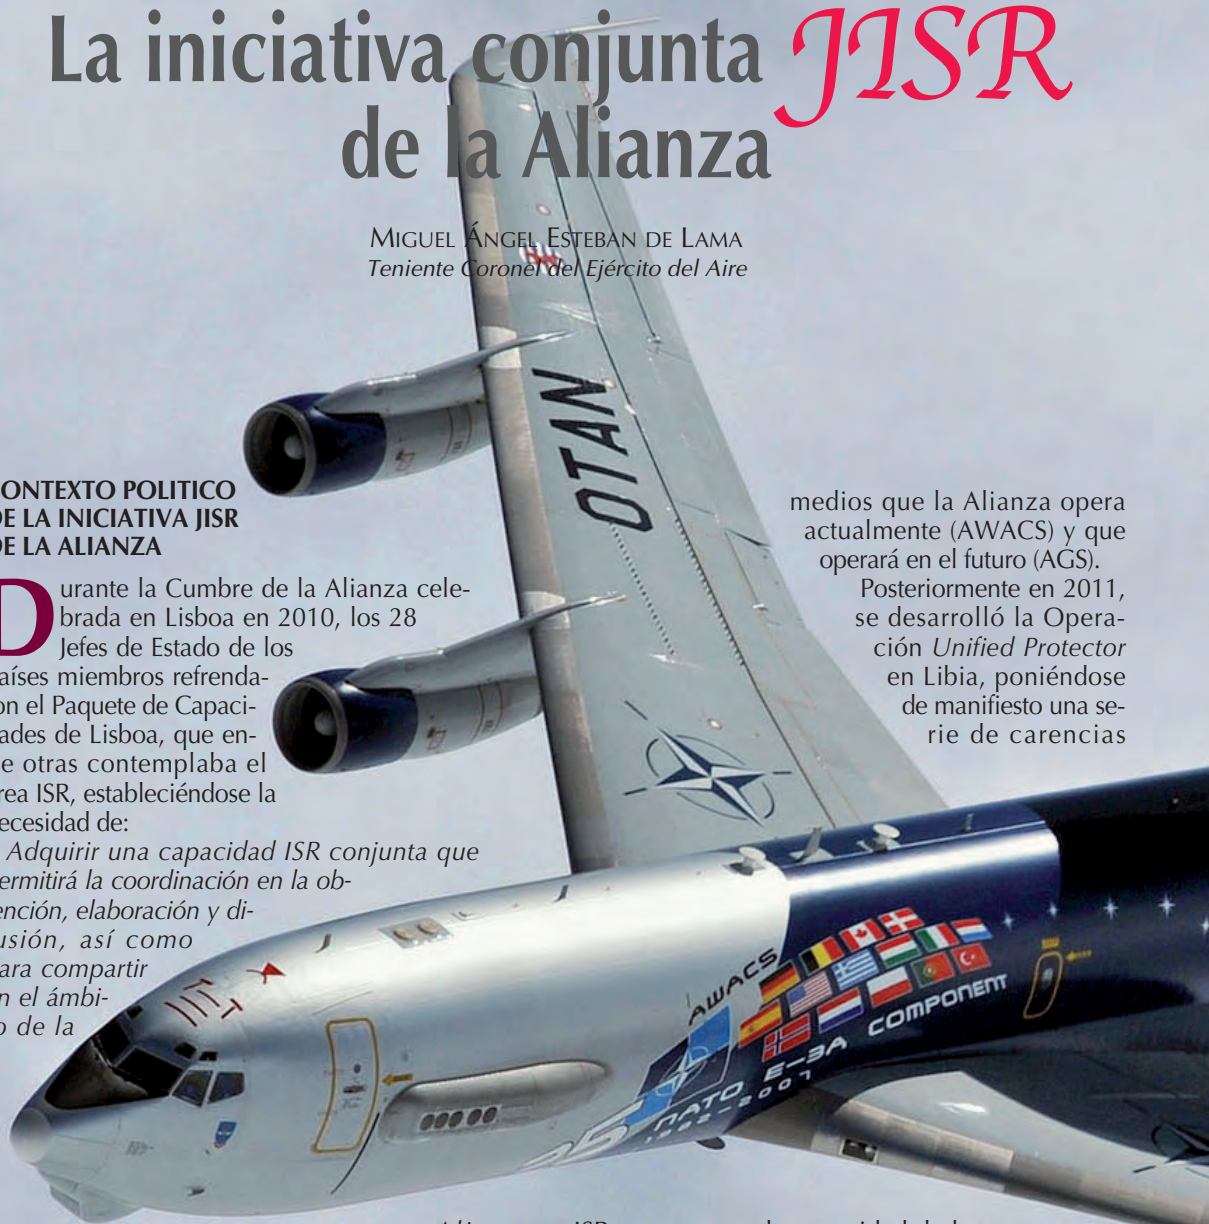 La iniciativa conjunta JISR
de la Alianza
MIGUEL ÁNGEL ESTEBAN DE LAMA
Teniente Coronel del Ejército del Aire
ONTEXTO POLITICO
DE LA INICIATIVA JISR
DE LA ALIANZA
Durante la Cumbre de la Alianza cele-
brada en Lisboa en 2010, los 28
Jefes de Estado de los
aíses miembros refrenda-
on el Paquete de Capaci-
ades de Lisboa, que en-
e otras contemplaba el
rea ISR, estableciéndose la
ecesidad de:
Adquirir una capacidad ISR conjunta que
ermitirá la coordinación en la ob-
ención, elaboración y di-
usión, así como
ara compartir
n el ámbi-
o de la
medios que la Alianza opera
actualmente (AWACS) y que
operará en el futuro (AGS).
Posteriormente en 2011,
se desarrolló la Opera-
ción Unified Protector
en Libia, poniéndose
de manifiesto una se-
rie de carencias
OTAN
AWACS
COMPONENT
NATO E-3A
25
1982-2007